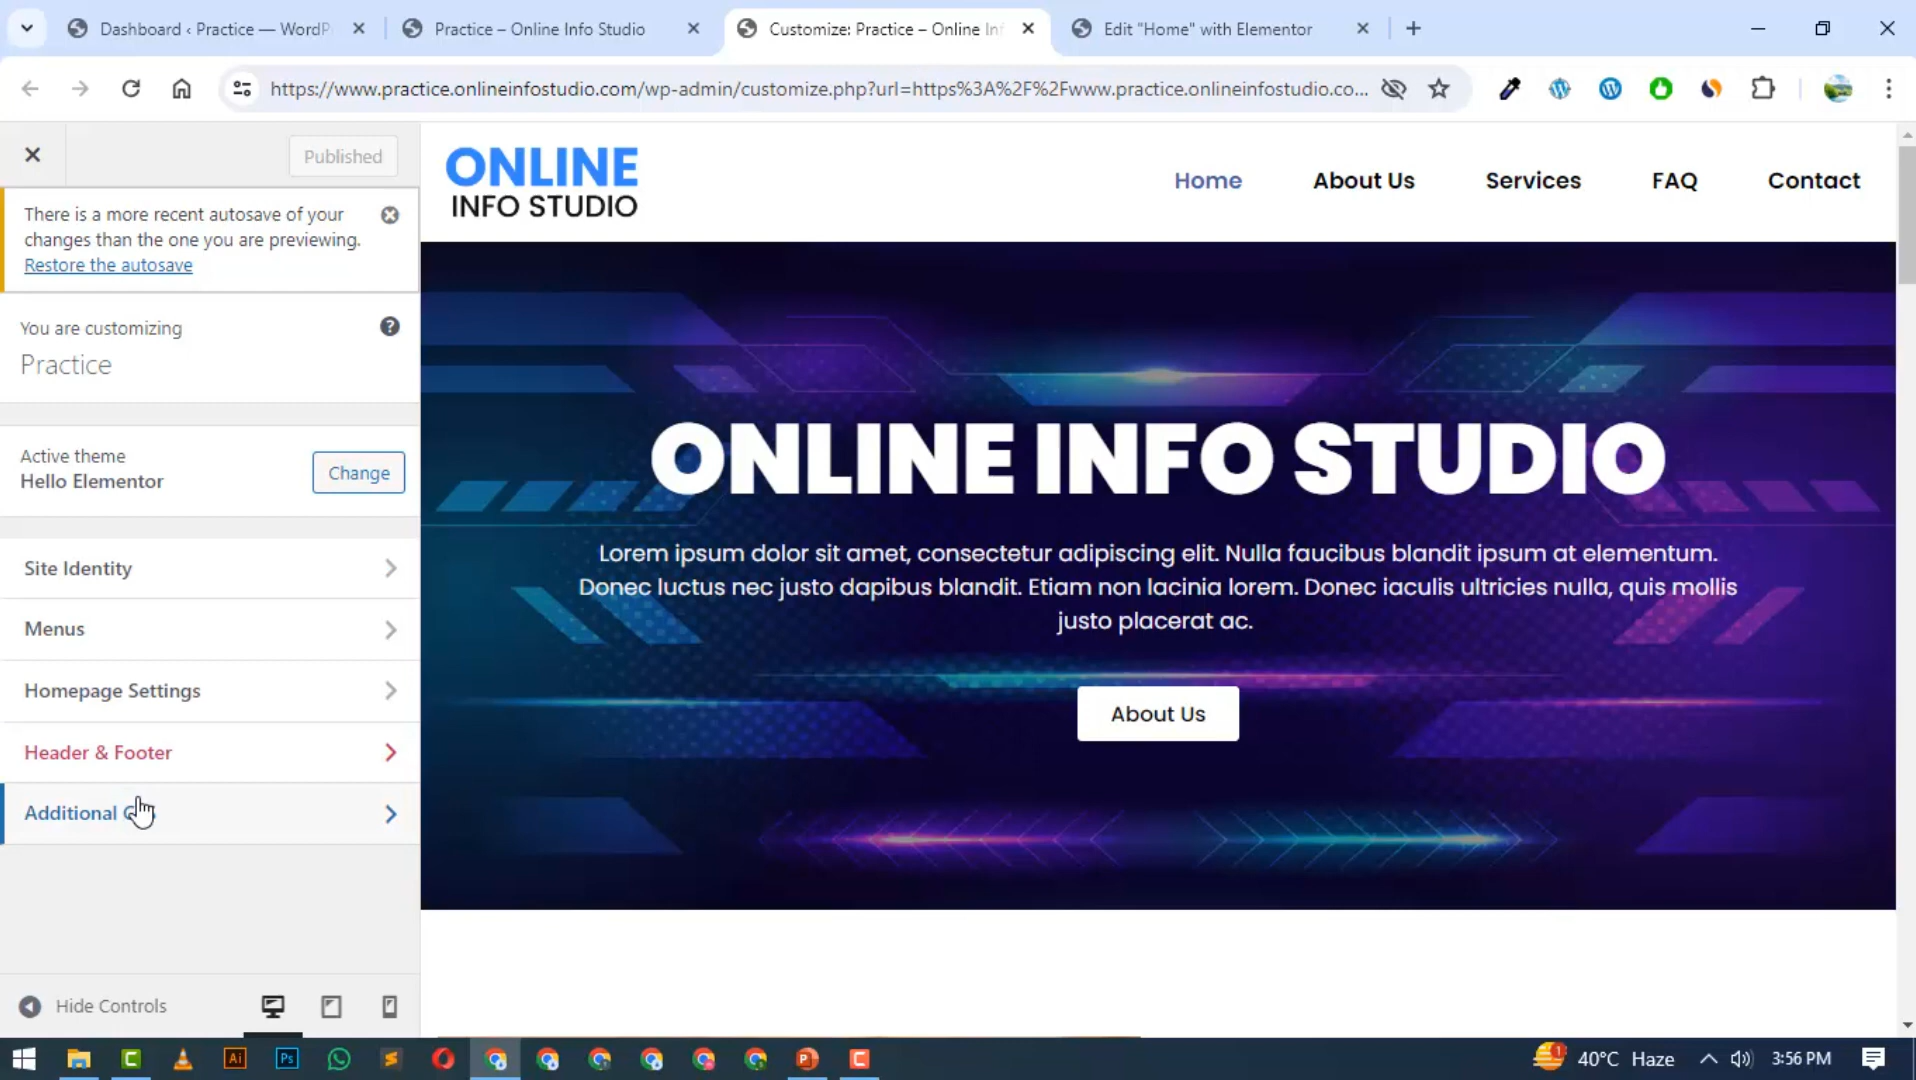 Dashboard ‹ Practice — WordP
Practice – Online Info Studio
Customize: Practice – Online In
Edit "Home" with Elementor
https://www.practice.onlineinfostudio.com/wp-admin/customize.php?url=https%3A%2F%2Fwww.practice.onlineinfostudio.co...
Published
There is a more recent autosave of your
changes than the one you are previewing.
Restore the autosave
You are customizing
Practice
Active theme
Hello Elementor
Change
Site Identity
Menus
Homepage Settings
Header & Footer
Additional
Hide Controls
ONLINE
INFO STUDIO
Home
About Us
Services
FAQ
Contact
ONLINE INFO STUDIO
Lorem ipsum dolor sit amet, consectetur adipiscing elit. Nulla faucibus blandit ipsum at elementum.
Donec luctus nec justo dapibus blandit. Etiam non lacinia lorem. Donec iaculis ultricies nulla, quis mollis
justo placerat ac.
About Us
Ai
Ps
1
40°C Haze
3:56 PM